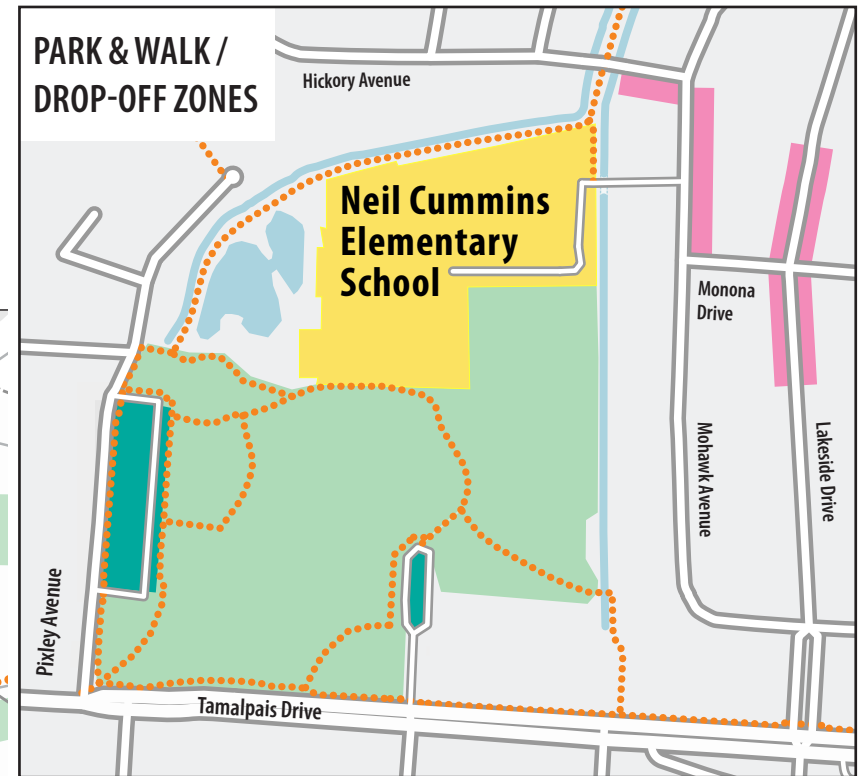 PARK & WALK /
DROP-OFF ZONES
Hickory Avenue
Neil Cummins
Elementary
School
Monona
Drive
Mohawk Avenue
Lakeside Drive
Pixley Avenue
Tamalpais Drive